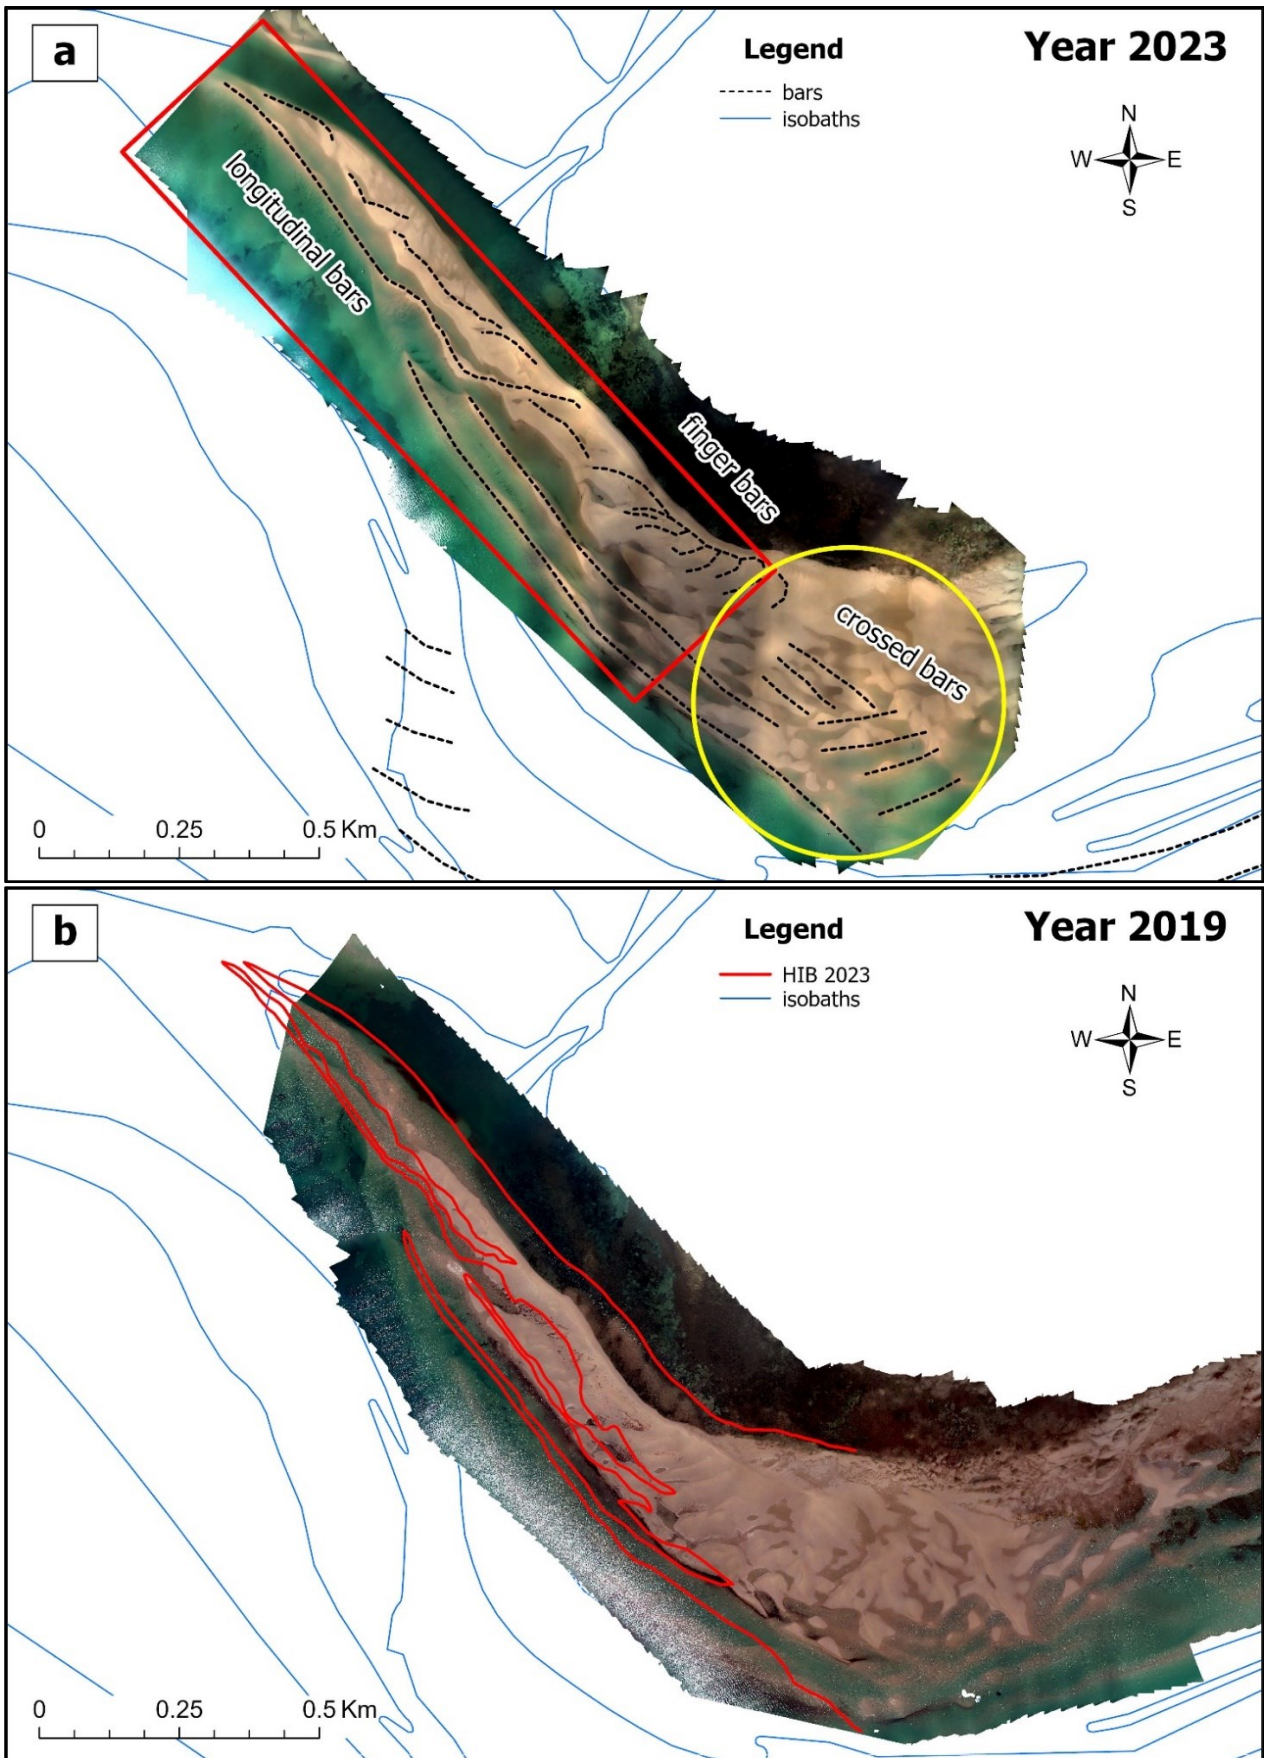 a
Legend
bars
isobaths
Year 2023
N
W E
S
longitudinal bars
finger bars
crossed bars
0 0.25 0.5 Km
b
Legend
HIB 2023
isobaths
Year 2019
N
W E
S
0 0.25 0.5 Km